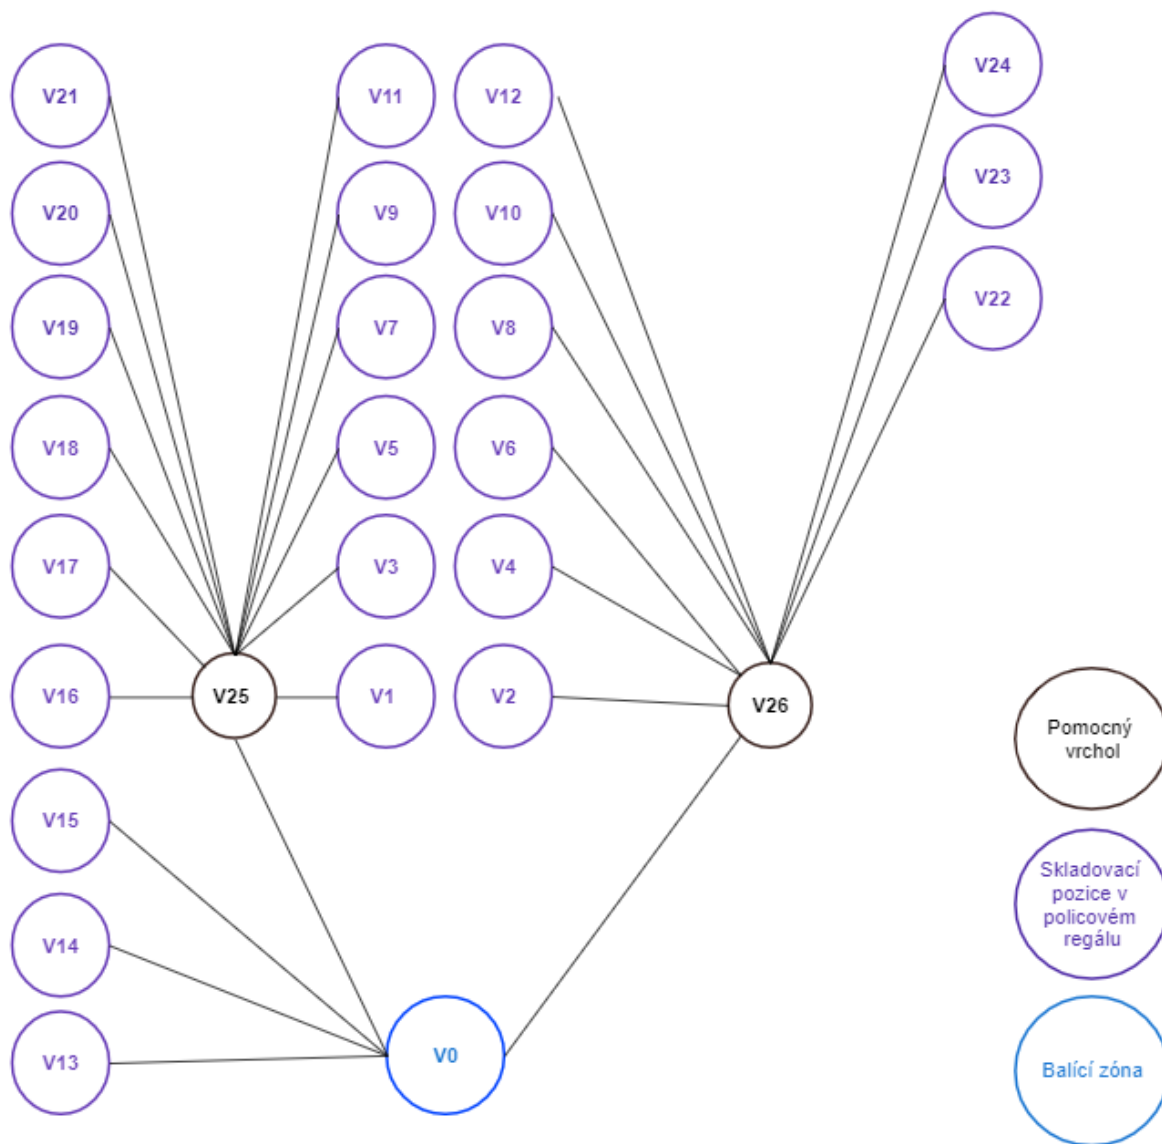 V24
V21
V11
V12
V23
V20
V9
V10
V22
V19
V7
V8
V18
V5
V6
V17
V3
V4
V16
V25
V1
V2
V26
Pomocný
vrchol
V15
Skladovací
pozice v
policovém
regálu
V14
V13
V0
Balící zóna